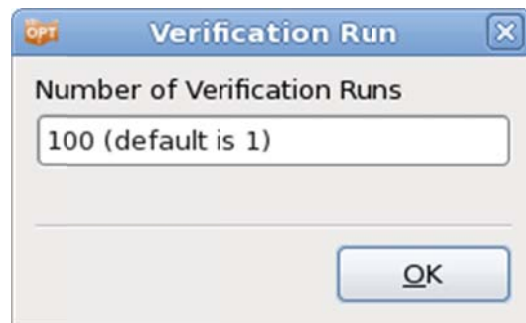 OPT Verification Run
Number of Verification Runs
100 (default is 1)
OK